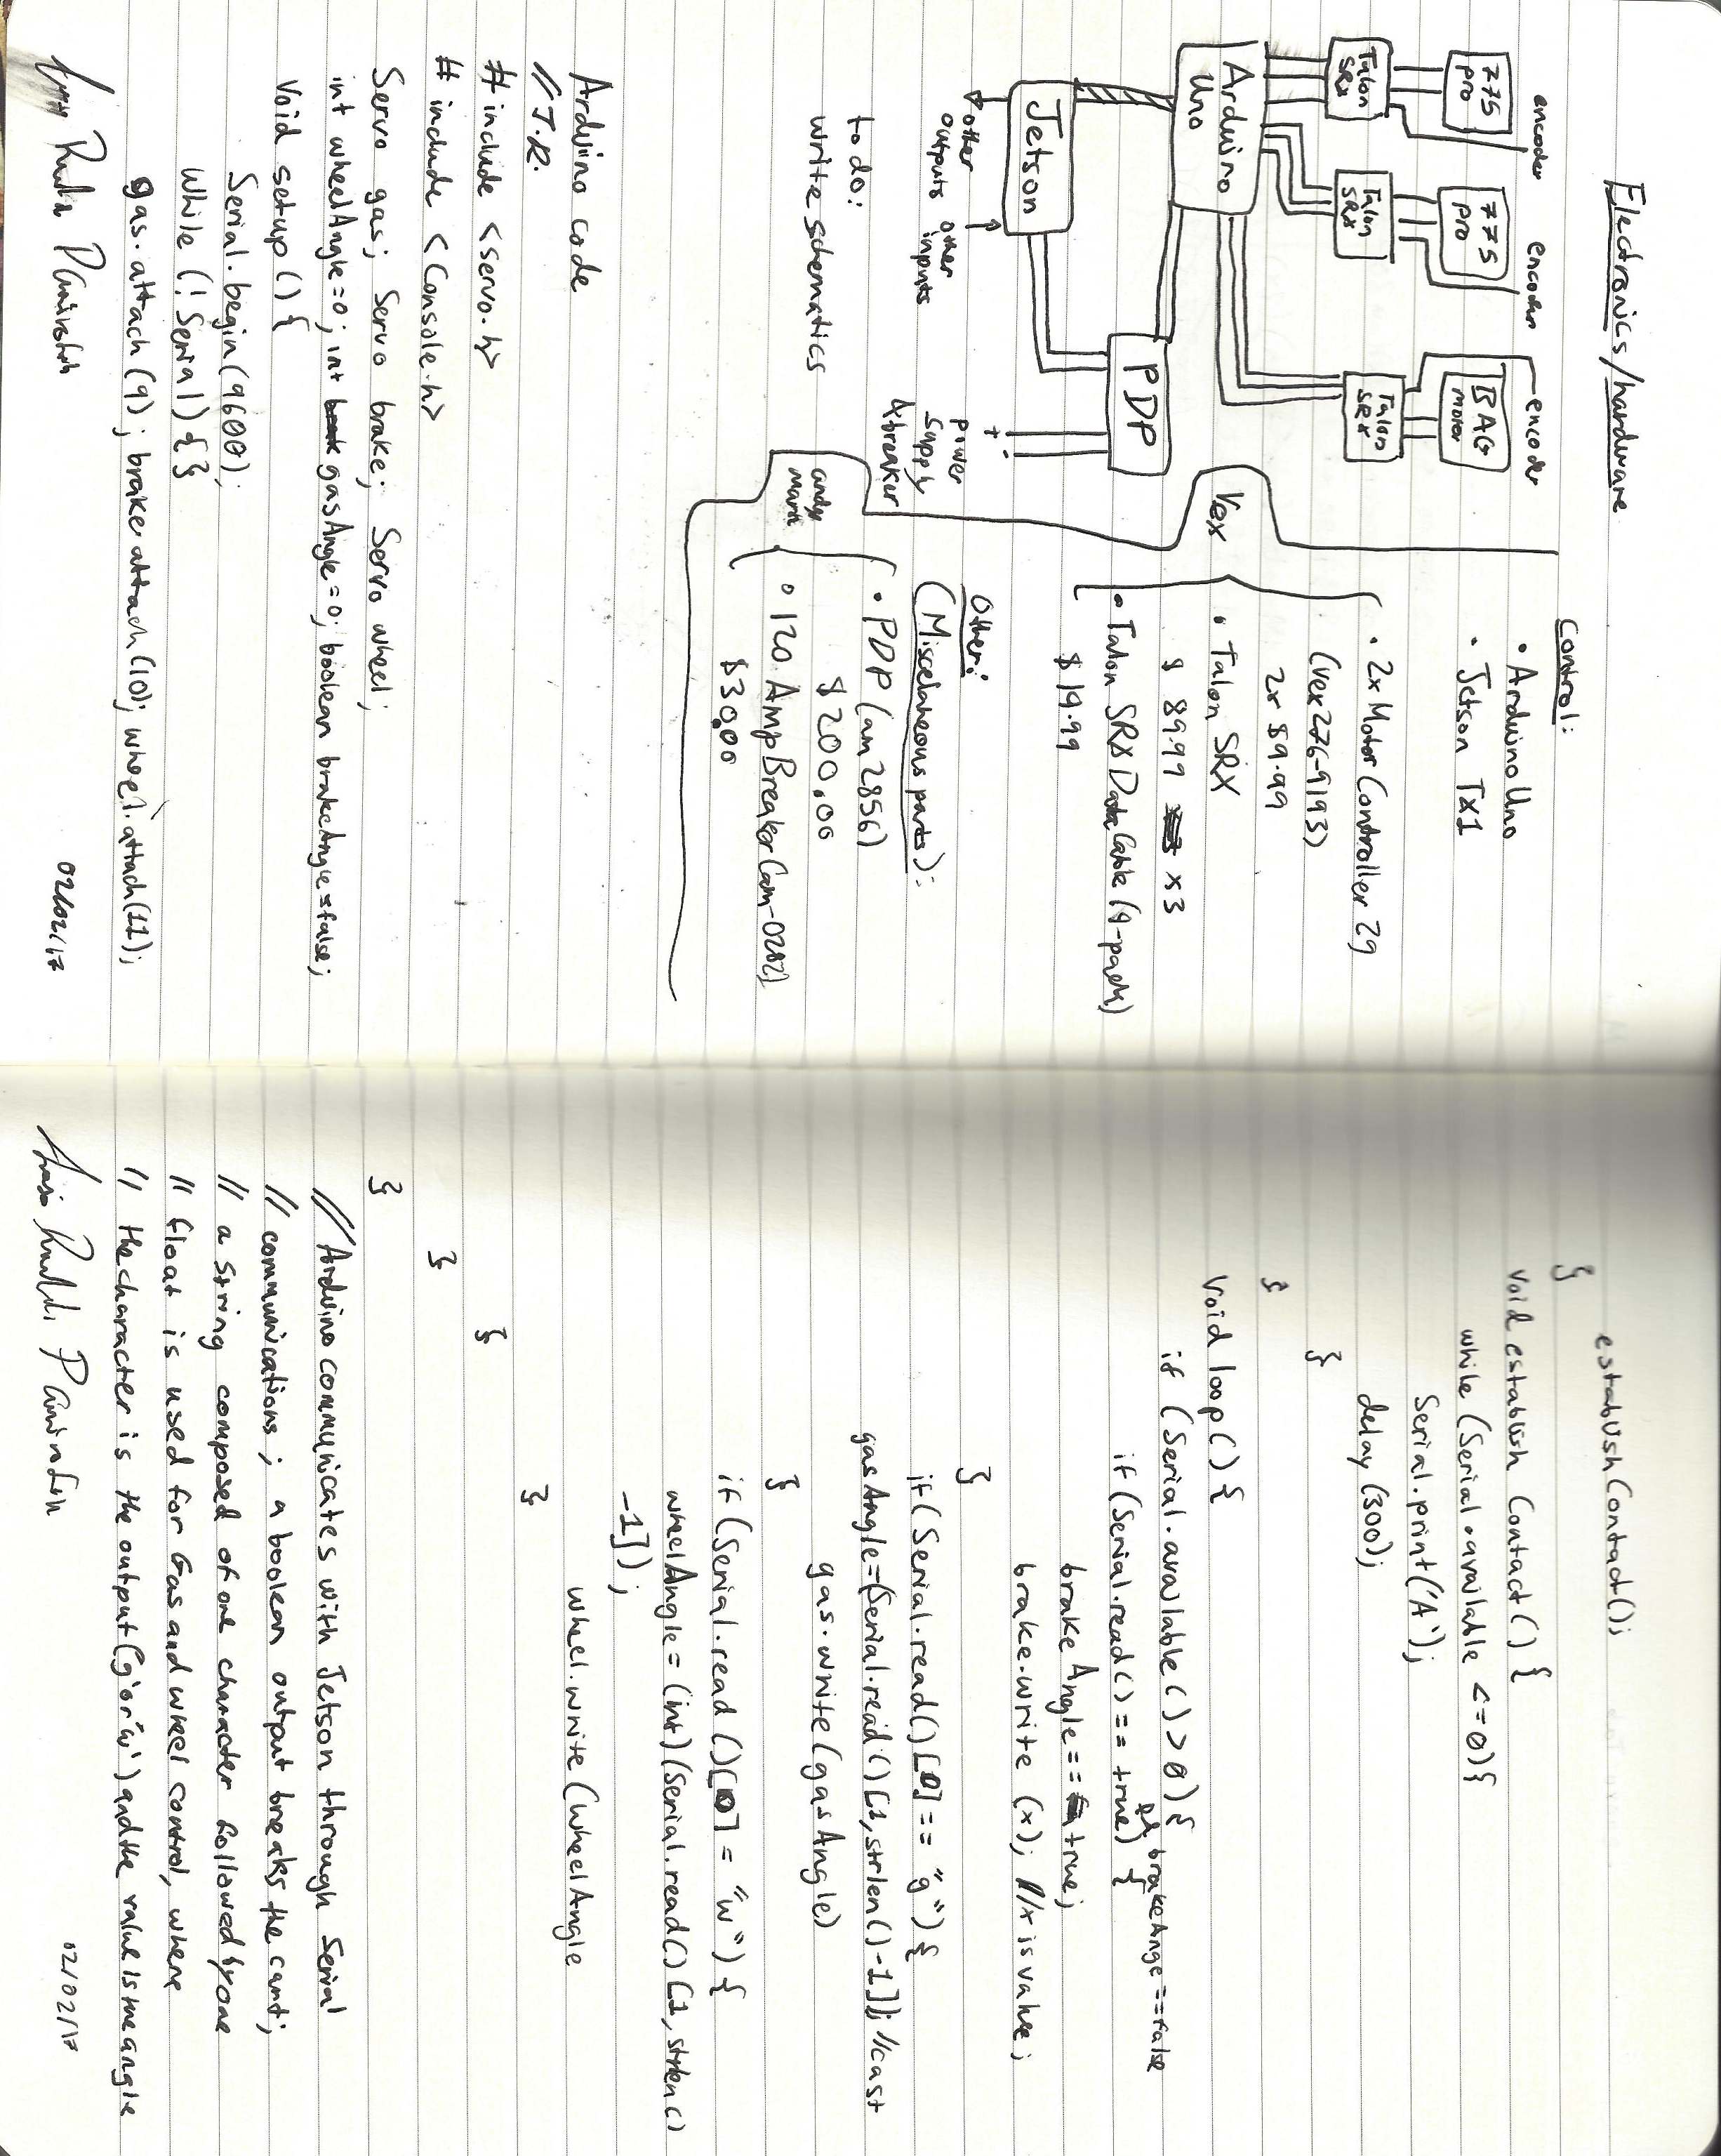 Electronics/hardware
encoder
encoder
encoder
775
pro
775
pro
BAG
motor
Talon
SRX
Talon
SRX
Talon
SRX
Arduino
Uno
PDP
Jetson
other
outputs
other
inputs
+ -
power
supply
& breaker
to do:
write schematics
Control:
• Arduino Uno
• Jetson TX1
Vex
• 2x Motor Controller 29
(Vex 276-9193)
2x $9.99
• Talon SRX
$ 89.99 x3
• Talon SRX Data Cable (4-pack)
$19.99
Other:
(Miscelaneous parts):
andy
mark
• PDP (am 2856)
$200.00
• 120 Amp Breaker (am-0282)
$30.00
Arduino code
// J.R.
# include <servo.h>
# include <Console.h>
Servo gas; Servo brake; Servo wheel;
int wheelAngle=0; int gasAngle=0; boolean brakeAngle=false;
Void setup() {
Serial.begin(9600);
while (! Serial) { }
gas.attach(9); brake.attach(10); wheel.attach(11);
02/02/17
establishContact();
}
void establish Contact() {
while (Serial.available <=0){
Serial.print('A');
delay(300);
}
}
Void loop() {
if (Serial.available() > 0) {
if (Serial.read() == true) {
brakeAnge==false
brake Angle == true;
brake.write (x); //x is value;
}
if (Serial.read()[0] == "g") {
gasAngle=(Serial.read()[1,strlen()-1]); //cast
gas.write(gasAngle)
}
if (Serial.read()[0] = "w") {
wheelAngle = (int)(Serial.read()[1, strlen()
-1]);
wheel.write(wheelAngle
}
}
}
}
// Arduino communicates with Jetson through Serial
// communications; a boolean output breaks the cart;
// a string composed of one character followed by one
// float is used for Gas and wheel control, where
// the character is the output ('g' or 'w') and the value is the angle
02/02/17